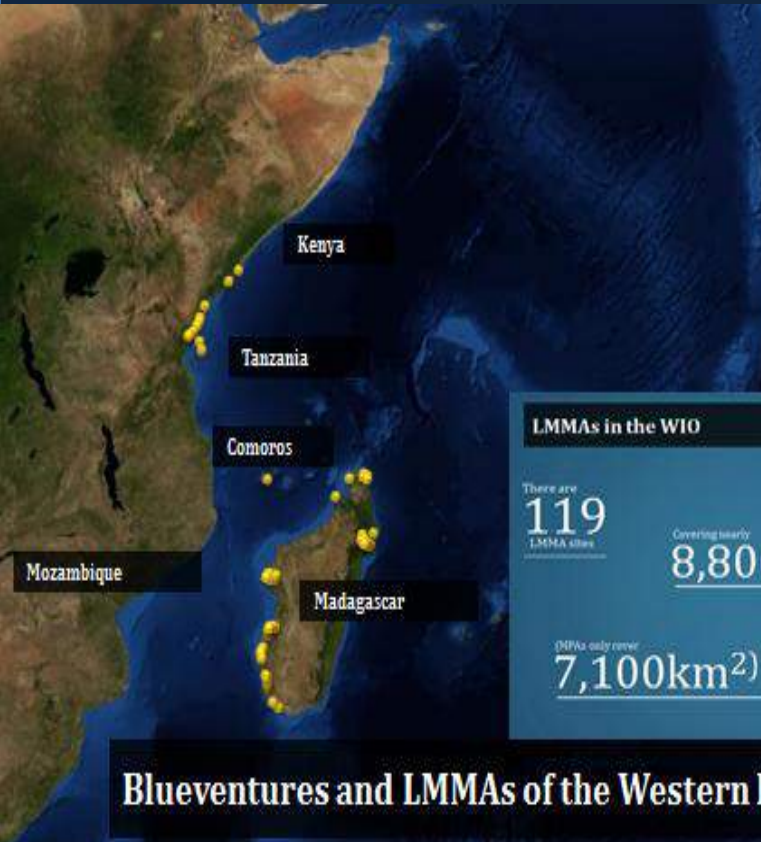 Kenya
Tanzania
Comoros
Mozambique
Madagascar
LMMAs in the WIO
There are
119
LMMA sites
Covering nearly
8,80
(MPAs only cover
7,100km²)
Blueventures and LMMAs of the Western